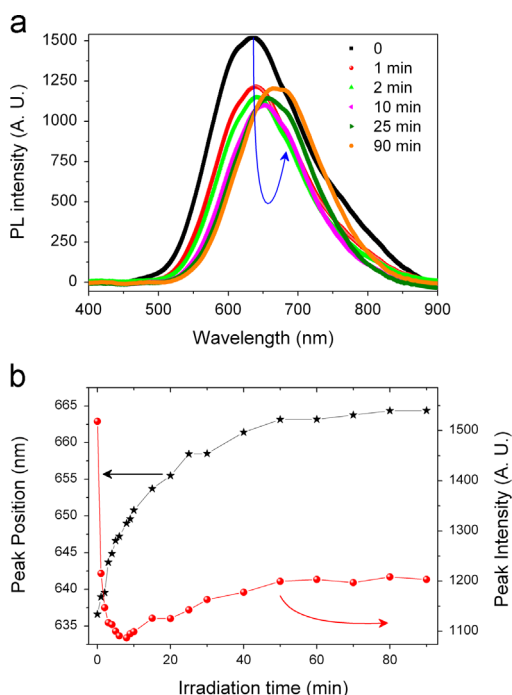 a
PL intensity (A. U.)
1500
1250
1000
750
500
250
0
0
1 min
2 min
10 min
25 min
90 min
400 500 600 700 800 900
Wavelength (nm)
b
Peak Position (nm)
665
660
655
650
645
640
635
1500
1400
1300
1200
1100
Peak Intensity (A. U.)
0 20 40 60 80
Irradiation time (min)